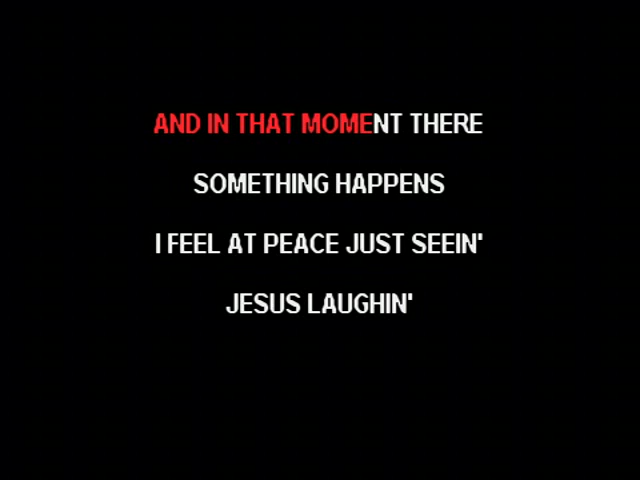 AND IN THAT MOMENT THERE
SOMETHING HAPPENS
I FEEL AT PEACE JUST SEEIN'
JESUS LAUGHIN'